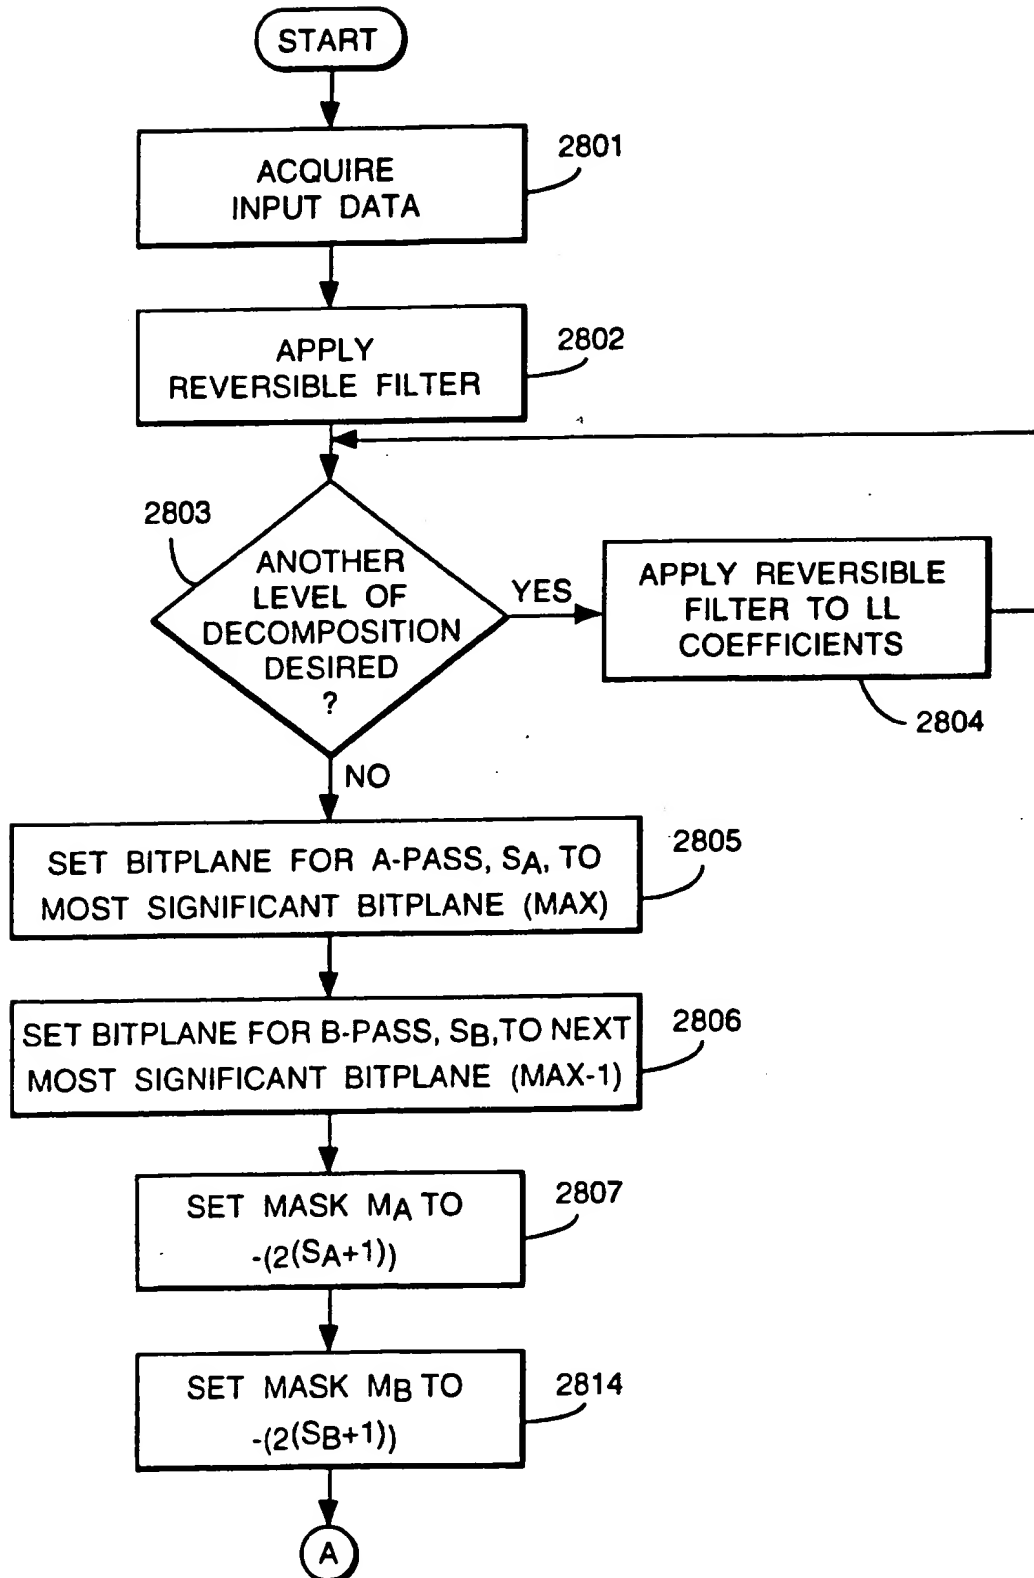 START
ACQUIRE
INPUT DATA
2801
APPLY
REVERSIBLE FILTER
2802
2803
ANOTHER
LEVEL OF
DECOMPOSITION
DESIRED
?
YES
APPLY REVERSIBLE
FILTER TO LL
COEFFICIENTS
2804
NO
SET BITPLANE FOR A-PASS, SA, TO
MOST SIGNIFICANT BITPLANE (MAX)
2805
SET BITPLANE FOR B-PASS, SB, TO NEXT
MOST SIGNIFICANT BITPLANE (MAX-1)
2806
SET MASK MA TO
-(2(SA+1))
2807
SET MASK MB TO
-(2(SB+1))
2814
A